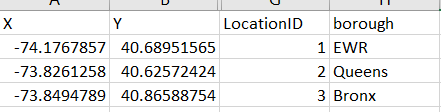 X Y LocationID borough
-74.1767857 40.68951565 1 EWR
-73.8261258 40.62572424 2 Queens
-73.8494789 40.86588754 3 Bronx